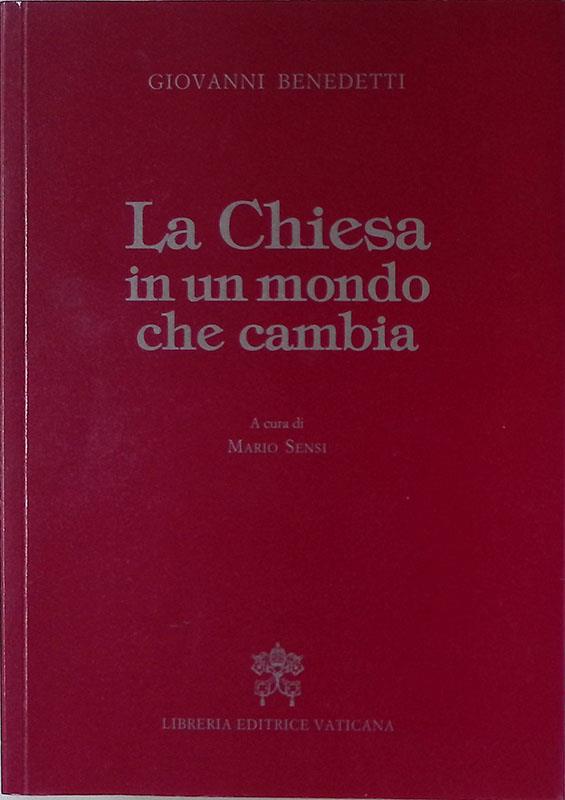 GIOVANNI BENEDETTI
La Chiesa
in un mondo
che cambia
A cura di
MARIO SENSI
LIBRERIA EDITRICE VATICANA